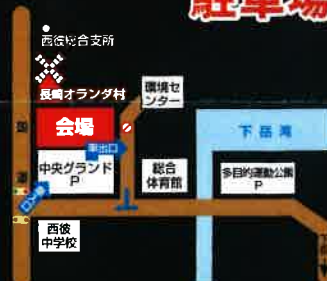 駐車場
西彼総合支所
環境セ
ンター
長崎オランダ村
会場
国道
下岳湾
車出口
中央グランド
P
総合
体育館
多目的運動公園
P
西彼
中学校